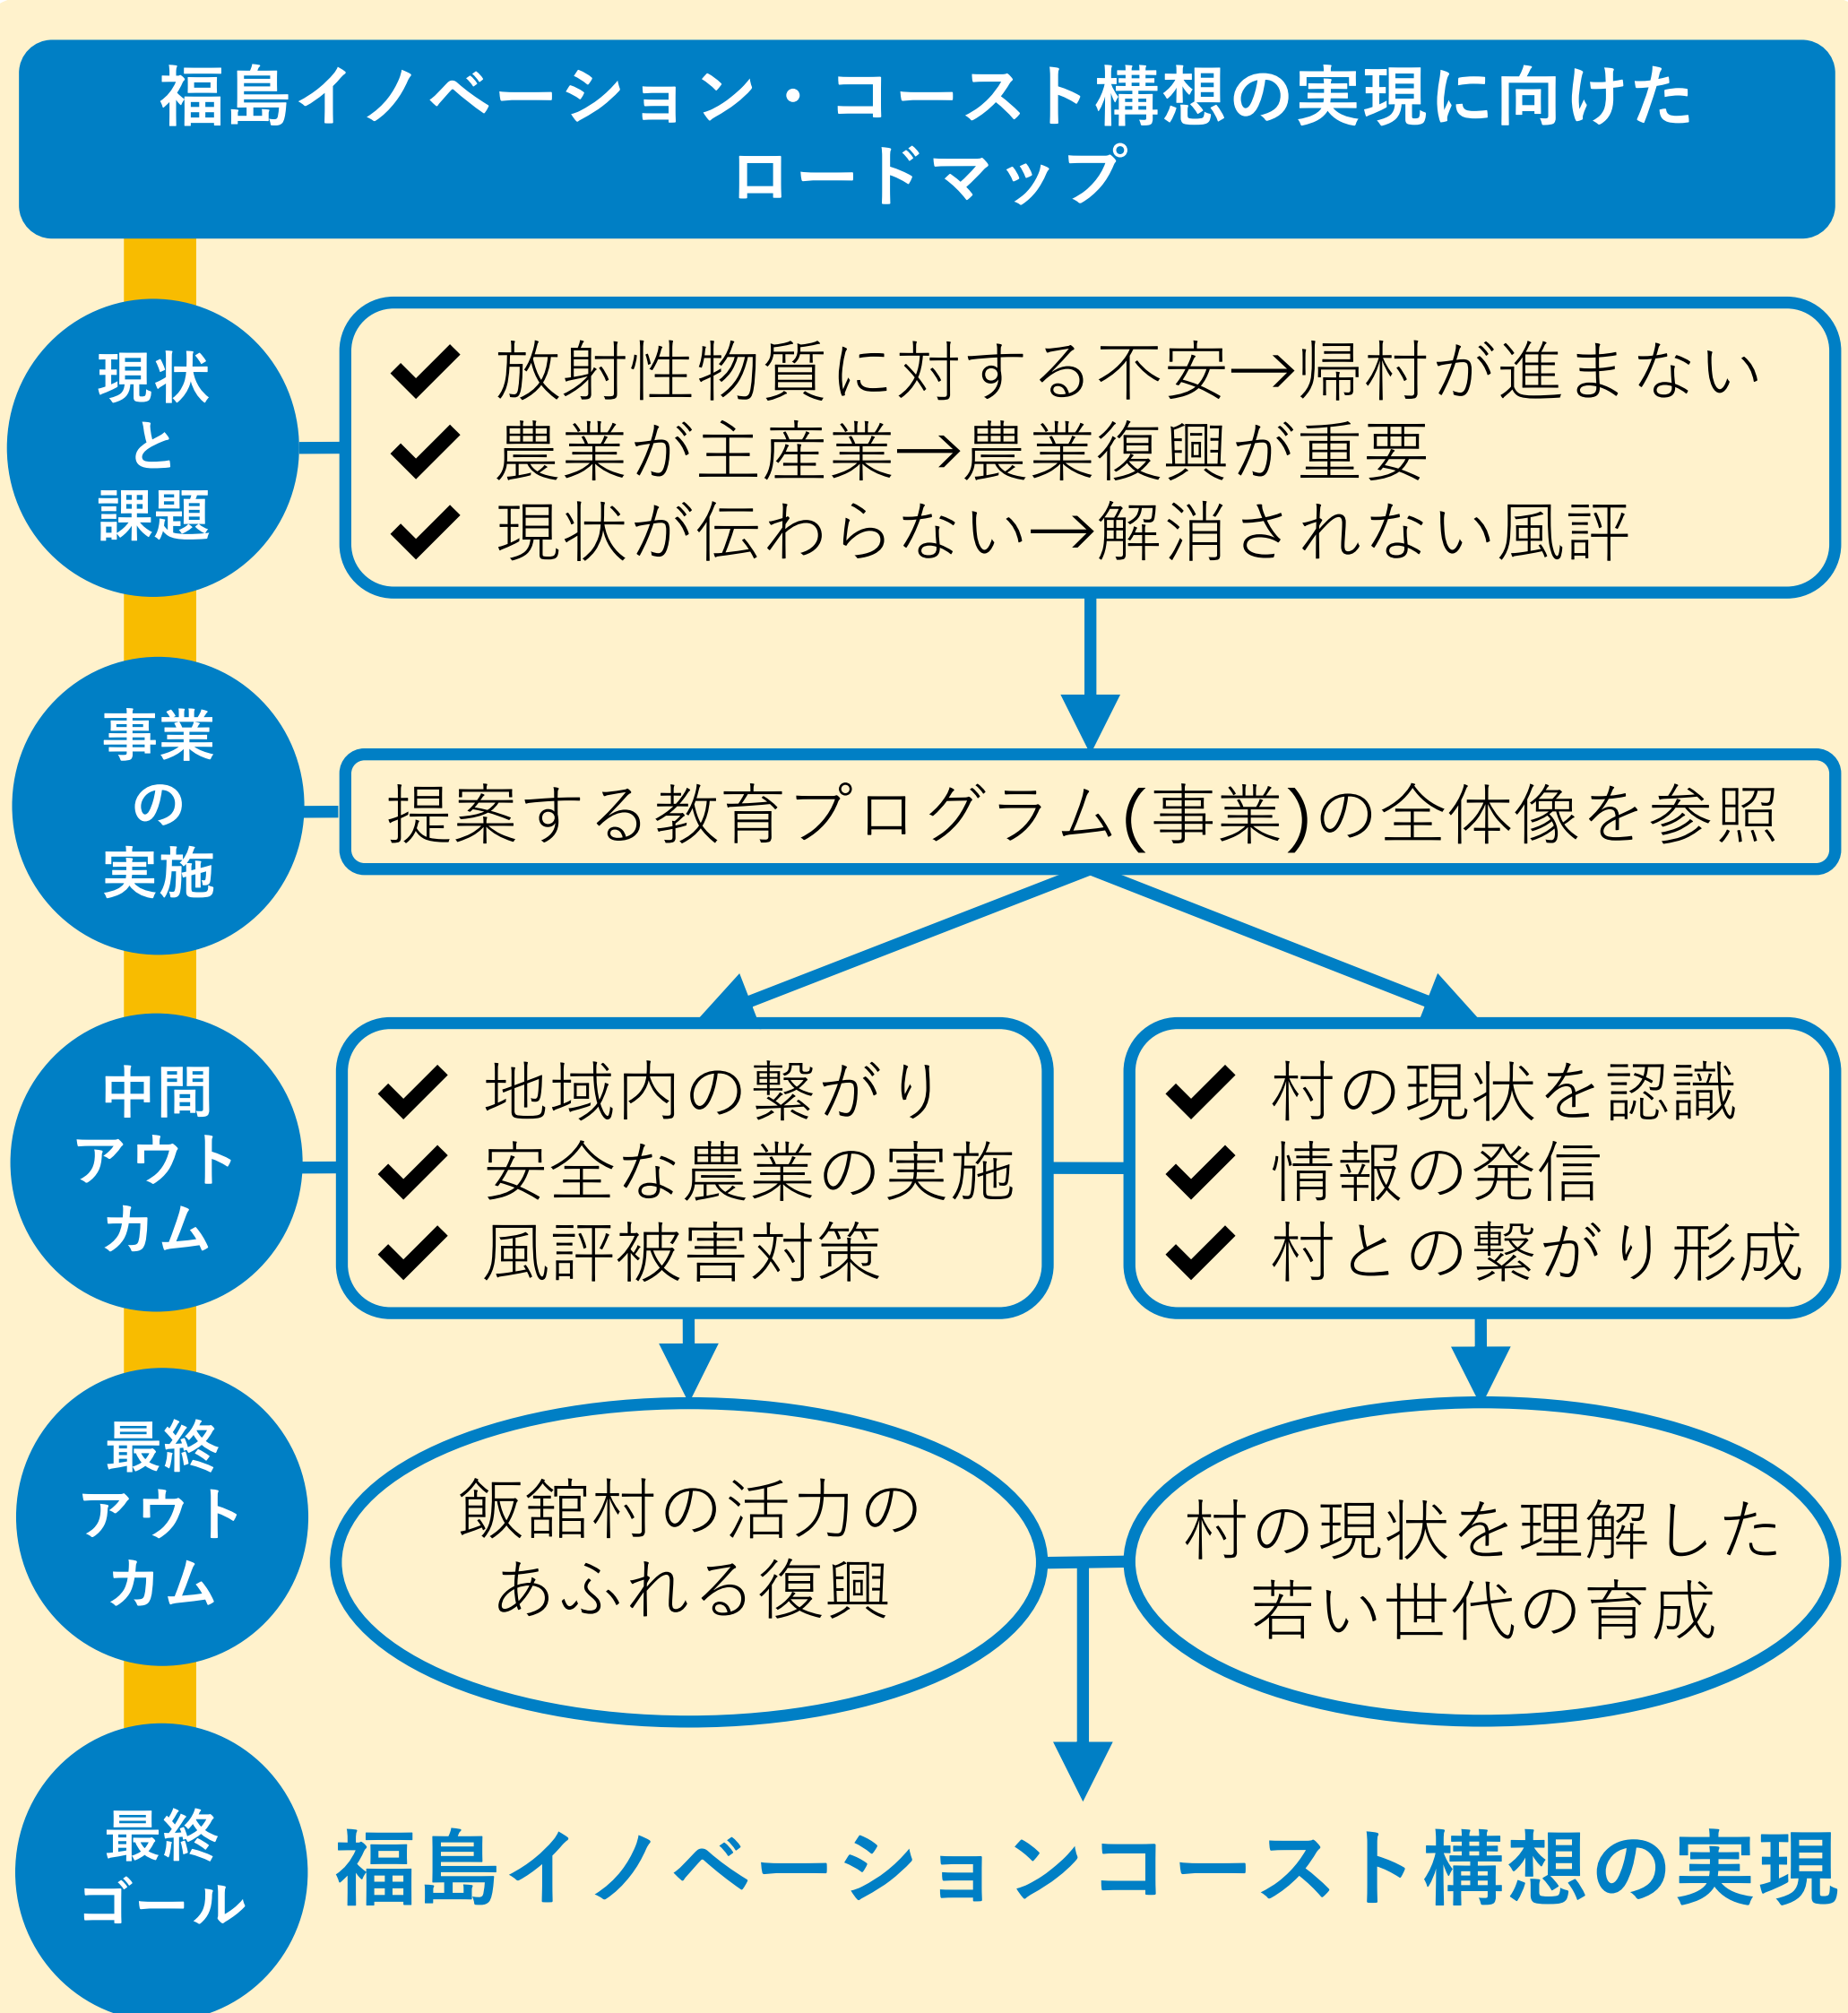 福島イノベーション・コースト構想の実現に向けた
ロードマップ
現状
と
課題
放射性物質に対する不安→帰村が進まない
農業が主産業→農業復興が重要
現状が伝わらない→解消されない風評
事業
の
実施
提案する教育プログラム(事業)の全体像を参照
中間
アウト
カム
地域内の繋がり
安全な農業の実施
風評被害対策
村の現状を認識
情報の発信
村との繋がり形成
最終
アウト
カム
飯舘村の活力の
あふれる復興
村の現状を理解した
若い世代の育成
最終
ゴール
福島イノベーションコースト構想の実現